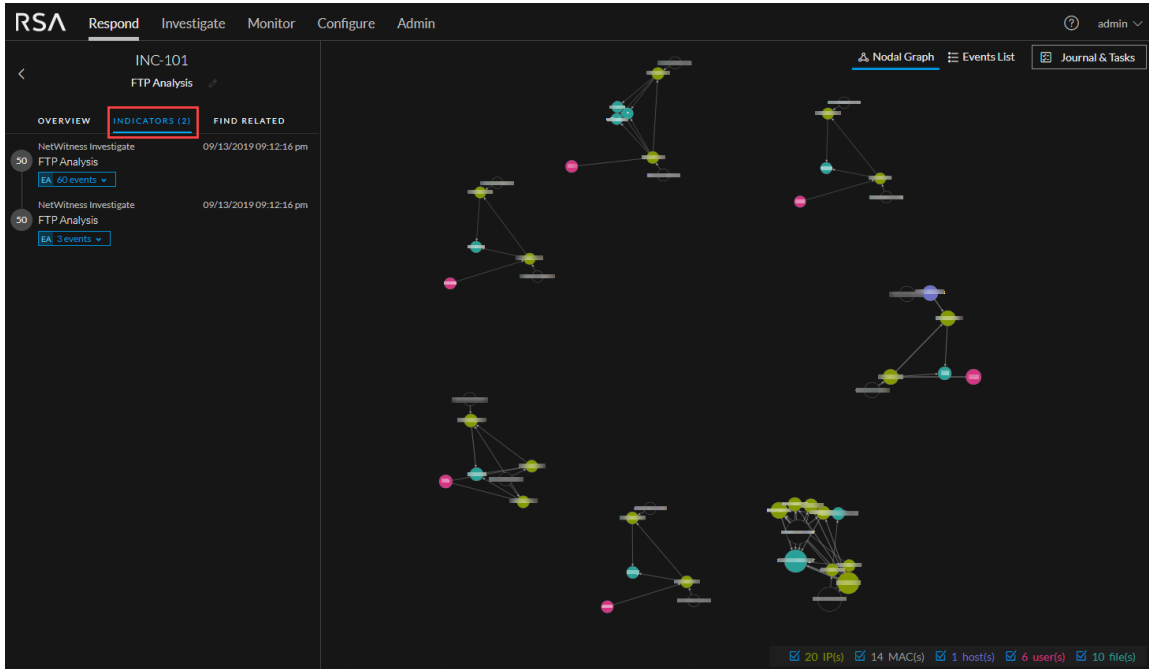 RSA Respond Investigate Monitor Configure Admin ? admin
INC-101
FTP Analysis
Nodal Graph Events List Journal & Tasks
OVERVIEW INDICATORS (2) FIND RELATED
NetWitness Investigate 09/13/2019 09:12:16 pm
50 FTP Analysis
EA 60 events
NetWitness Investigate 09/13/2019 09:12:16 pm
50 FTP Analysis
EA 3 events
20 IP(s) 14 MAC(s) 1 host(s) 6 user(s) 10 file(s)